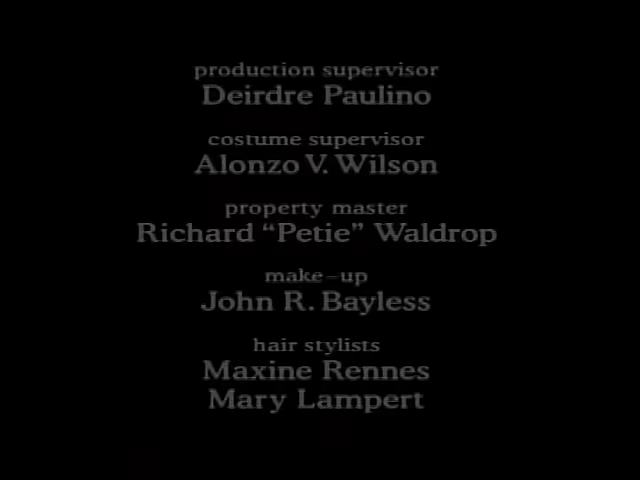 production supervisor
Deirdre Paulino
costume supervisor
Alonzo V. Wilson
property master
Richard “Petie” Waldrop
make-up
John R. Bayless
hair stylists
Maxine Rennes
Mary Lampert